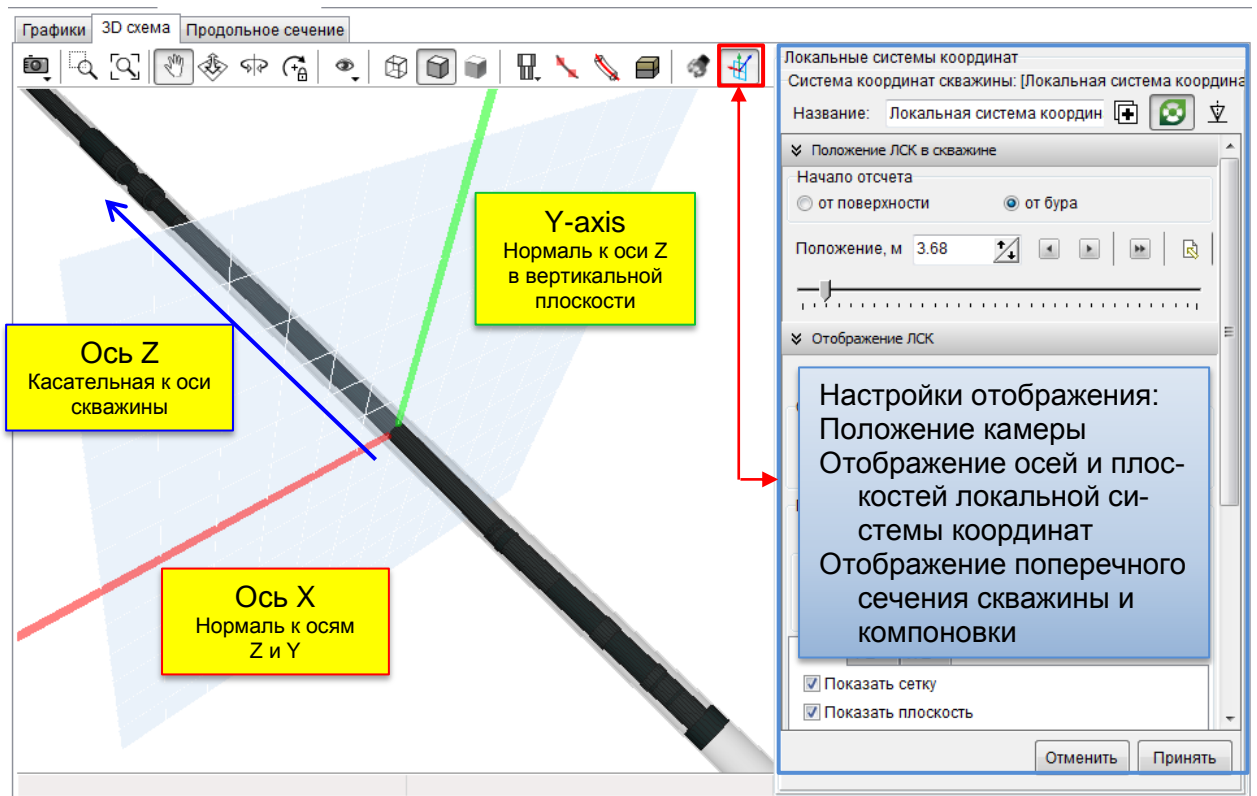 Графики 3D схема Продольное сечение
Локальные системы координат
Система координат скважины: [Локальная система координа
Название: Локальная система координ
Положение ЛСК в скважине
Начало отсчета
от поверхности от бура
Положение, м 3.68
Отображение ЛСК
Y-axis
Нормаль к оси Z
в вертикальной
плоскости
Ось Z
Касательная к оси
скважины
Ось X
Нормаль к осям
Z и Y
Настройки отображения:
Положение камеры
Отображение осей и плос-
костей локальной си-
стемы координат
Отображение поперечного
сечения скважины и
компоновки
Показать сетку
Показать плоскость
Отменить Принять